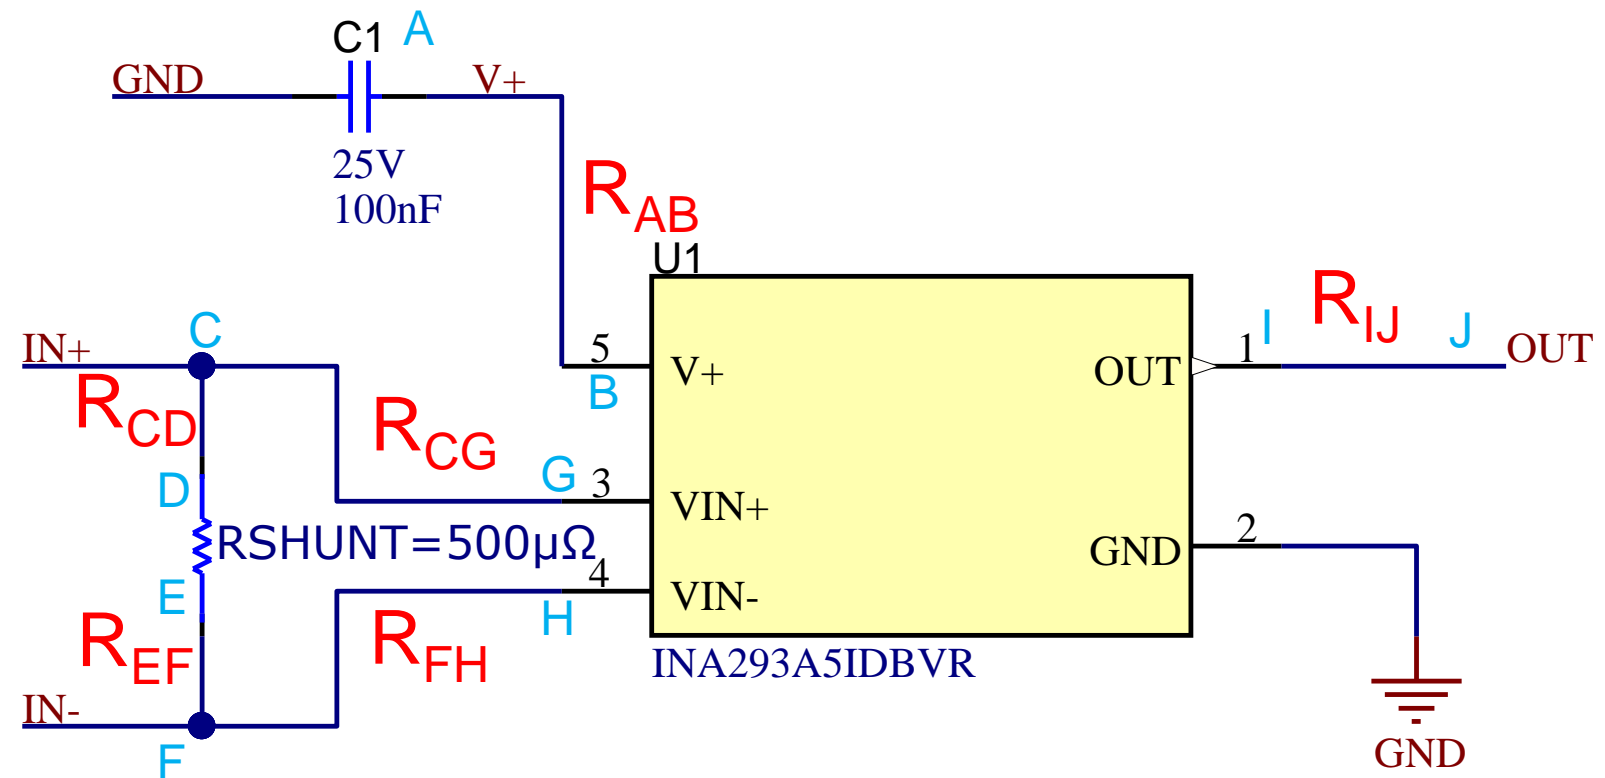 C1 A
GND
V+
25V
100nF
RAB
U1
IN+
C
RCD
RCG
5
B
V+
OUT
1
I
RIJ
J
OUT
D
G
3
VIN+
RSHUNT=500µΩ
GND
2
E
4
H
VIN-
REF
RFH
INA293A5IDBVR
IN-
F
GND